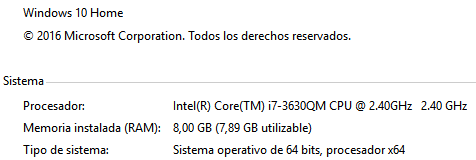 Windows 10 Home
© 2016 Microsoft Corporation. Todos los derechos reservados.
Sistema
Procesador: Intel(R) Core(TM) i7-3630QM CPU @ 2.40GHz 2.40 GHz
Memoria instalada (RAM): 8,00 GB (7,89 GB utilizable)
Tipo de sistema: Sistema operativo de 64 bits, procesador x64